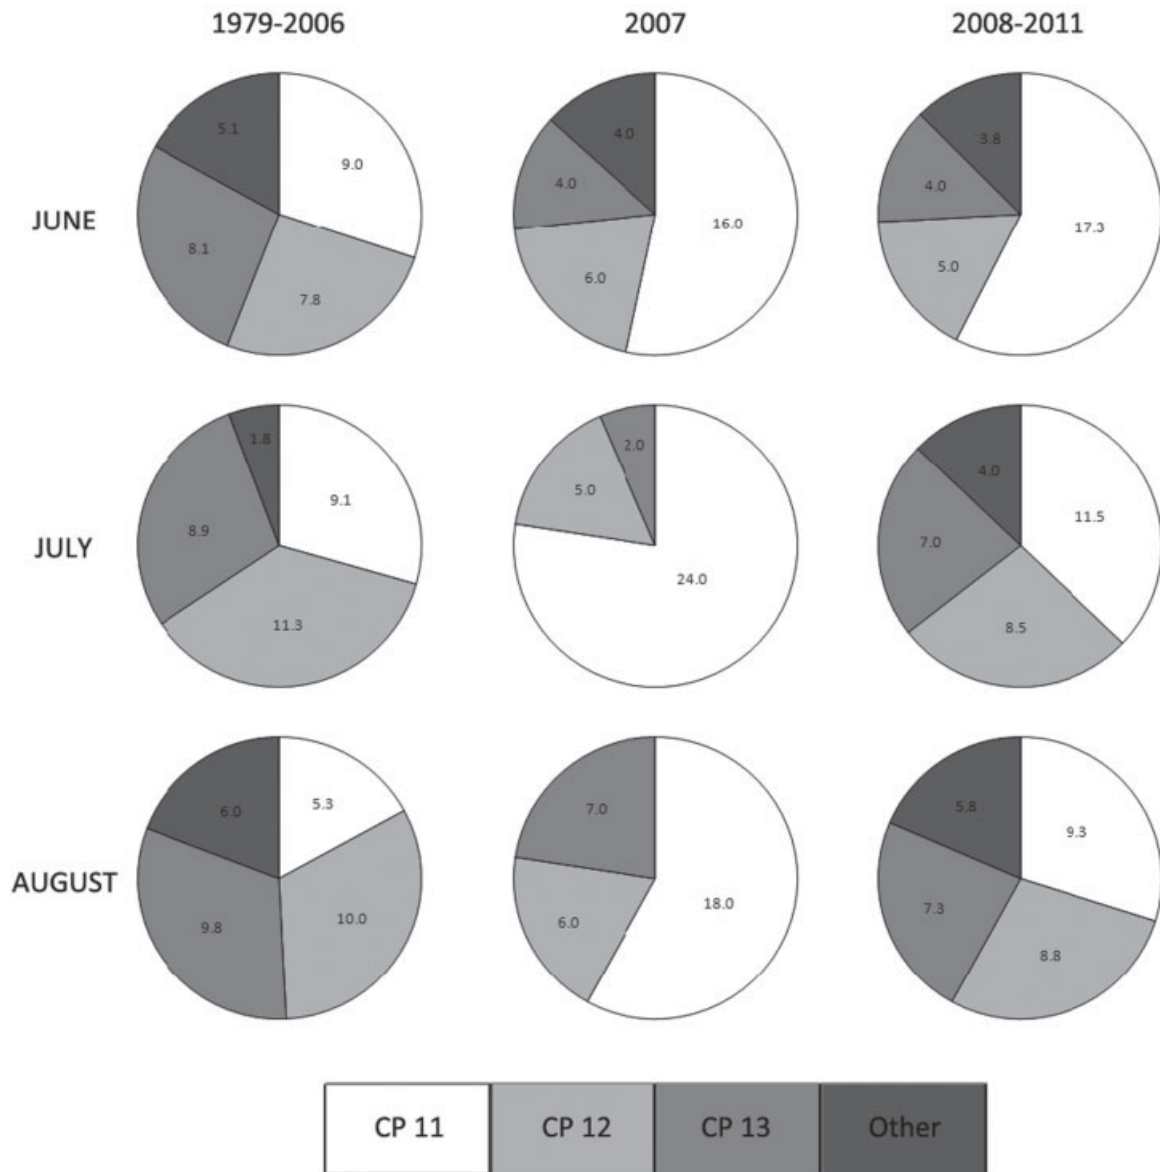 1979-2006 2007 2008-2011
JUNE
5.1 9.0 8.1 7.8
4.0 4.0 16.0 6.0
3.8 4.0 17.3 5.0
JULY
1.8 9.1 8.9 11.3
2.0 5.0 24.0
4.0 11.5 7.0 8.5
AUGUST
6.0 5.3 9.8 10.0
7.0 6.0 18.0
5.8 9.3 7.3 8.8
CP 11 CP 12 CP 13 Other